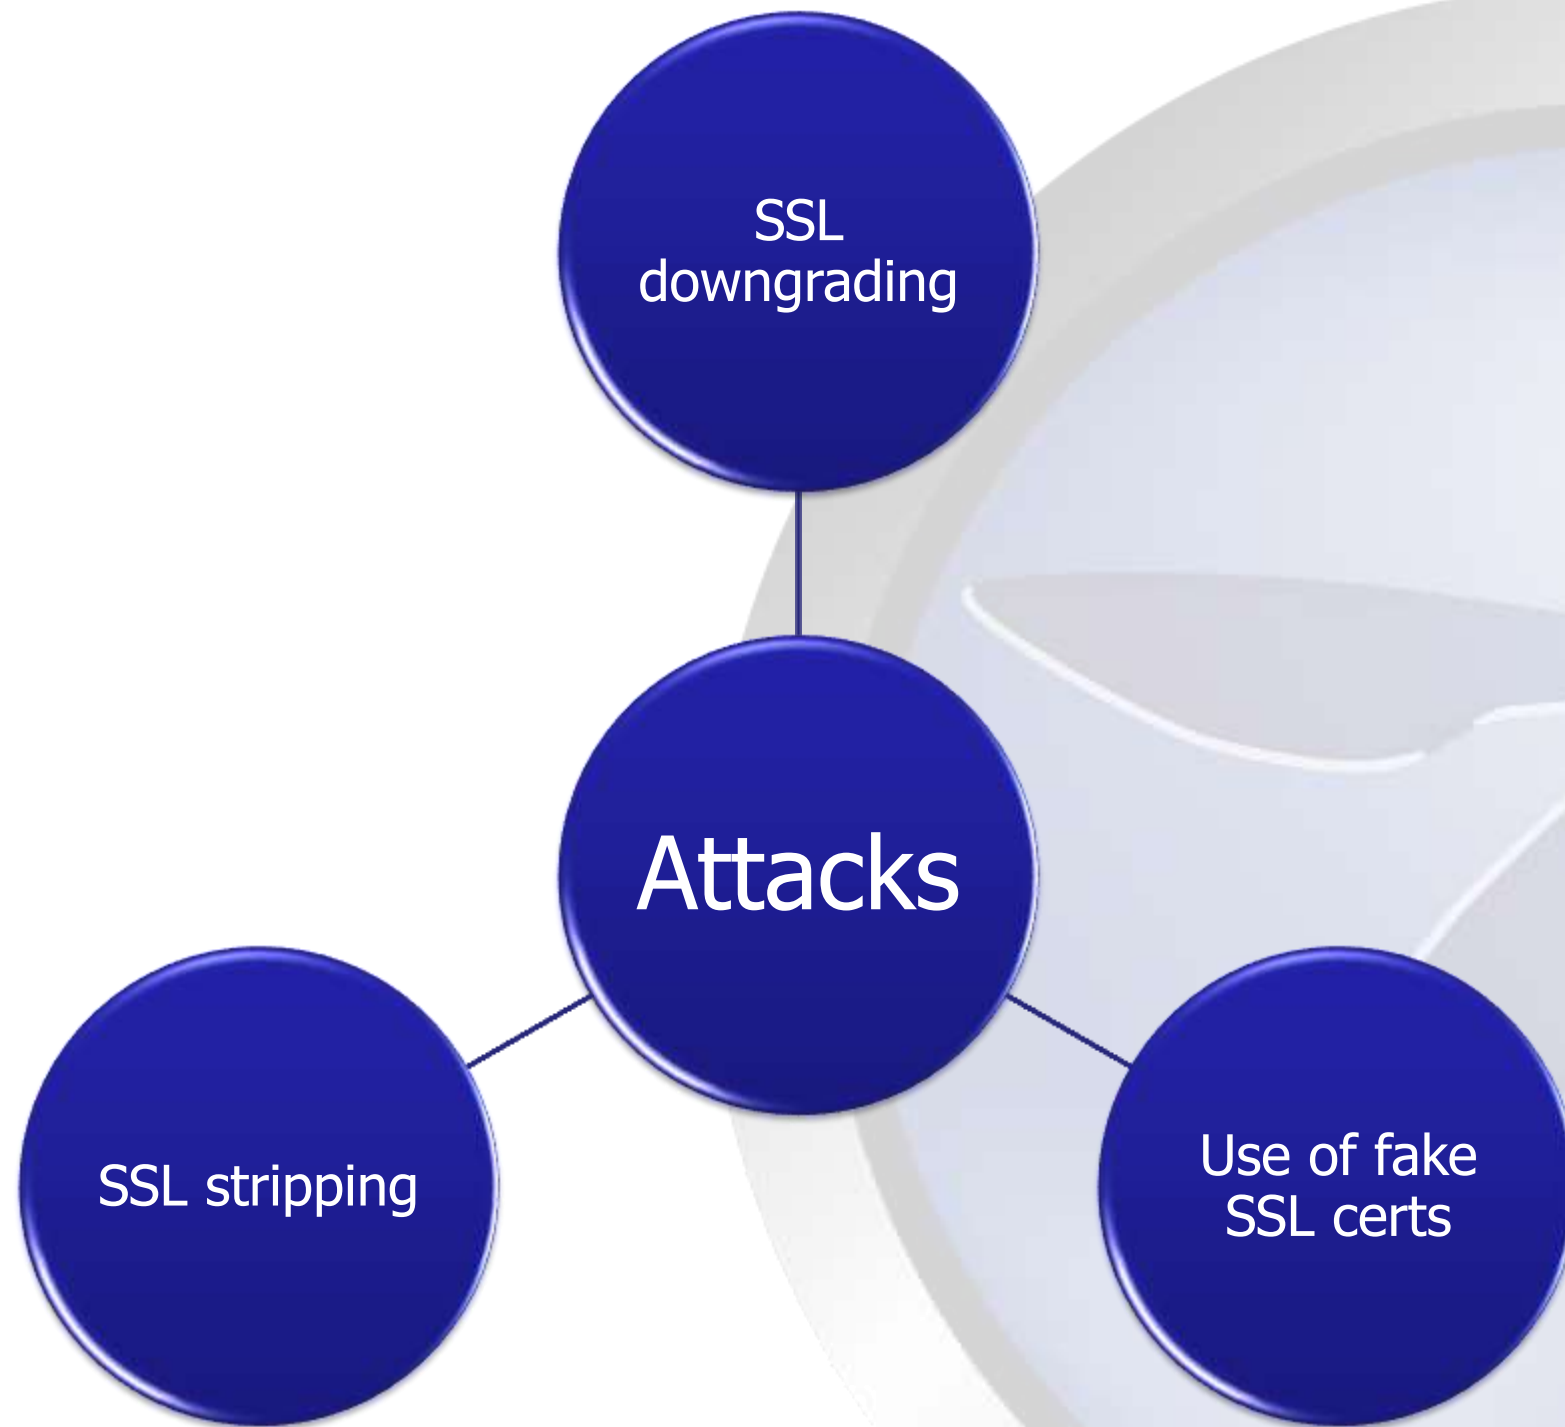 SSL
downgrading
Attacks
SSL stripping
Use of fake
SSL certs